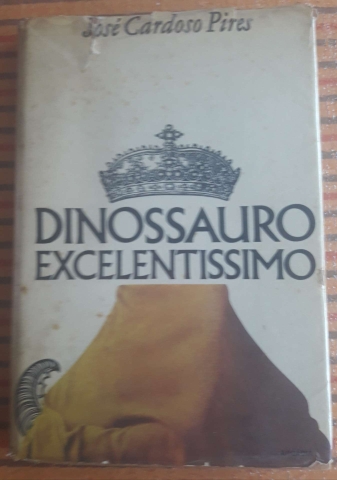 José Cardoso Pires
DINOSSAURO
EXCELENTISSIMO